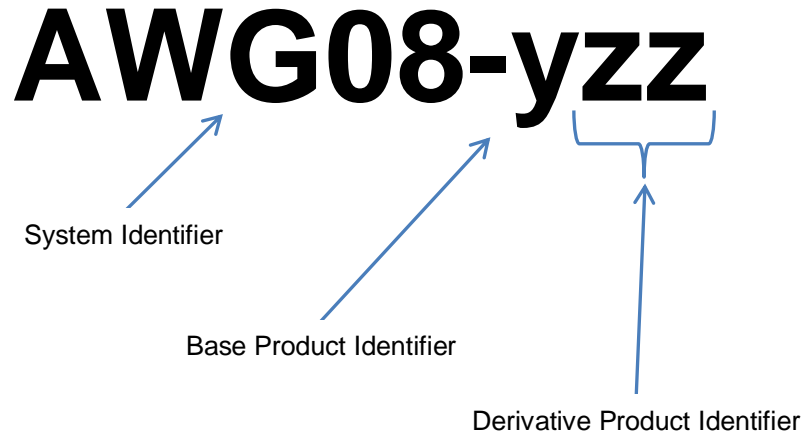 AWG08-yzz
System Identifier
Base Product Identifier
Derivative Product Identifier